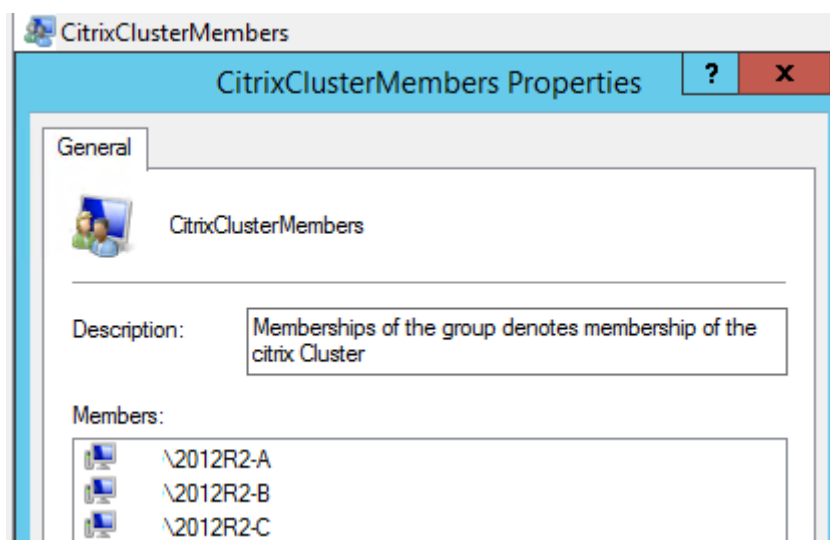 CitrixClusterMembers
CitrixClusterMembers Properties
?
x
General
CitrixClusterMembers
Description:
Memberships of the group denotes membership of the
citrix Cluster
Members:
\2012R2-A
\2012R2-B
\2012R2-C